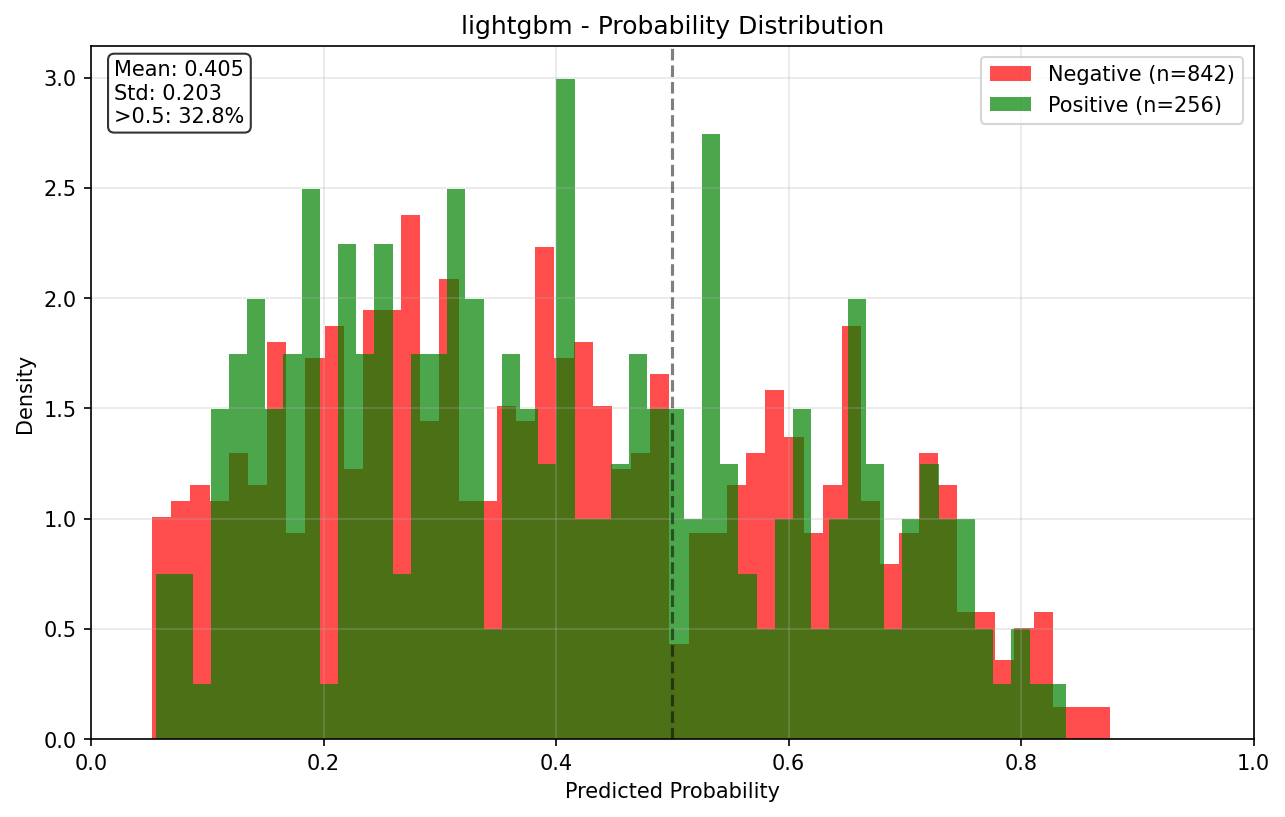 lightgbm - Probability Distribution
Mean: 0.405
Std: 0.203
>0.5: 32.8%
Negative (n=842)
Positive (n=256)
Density
3.0
2.5
2.0
1.5
1.0
0.5
0.0
0.0 0.2 0.4 0.6 0.8 1.0
Predicted Probability